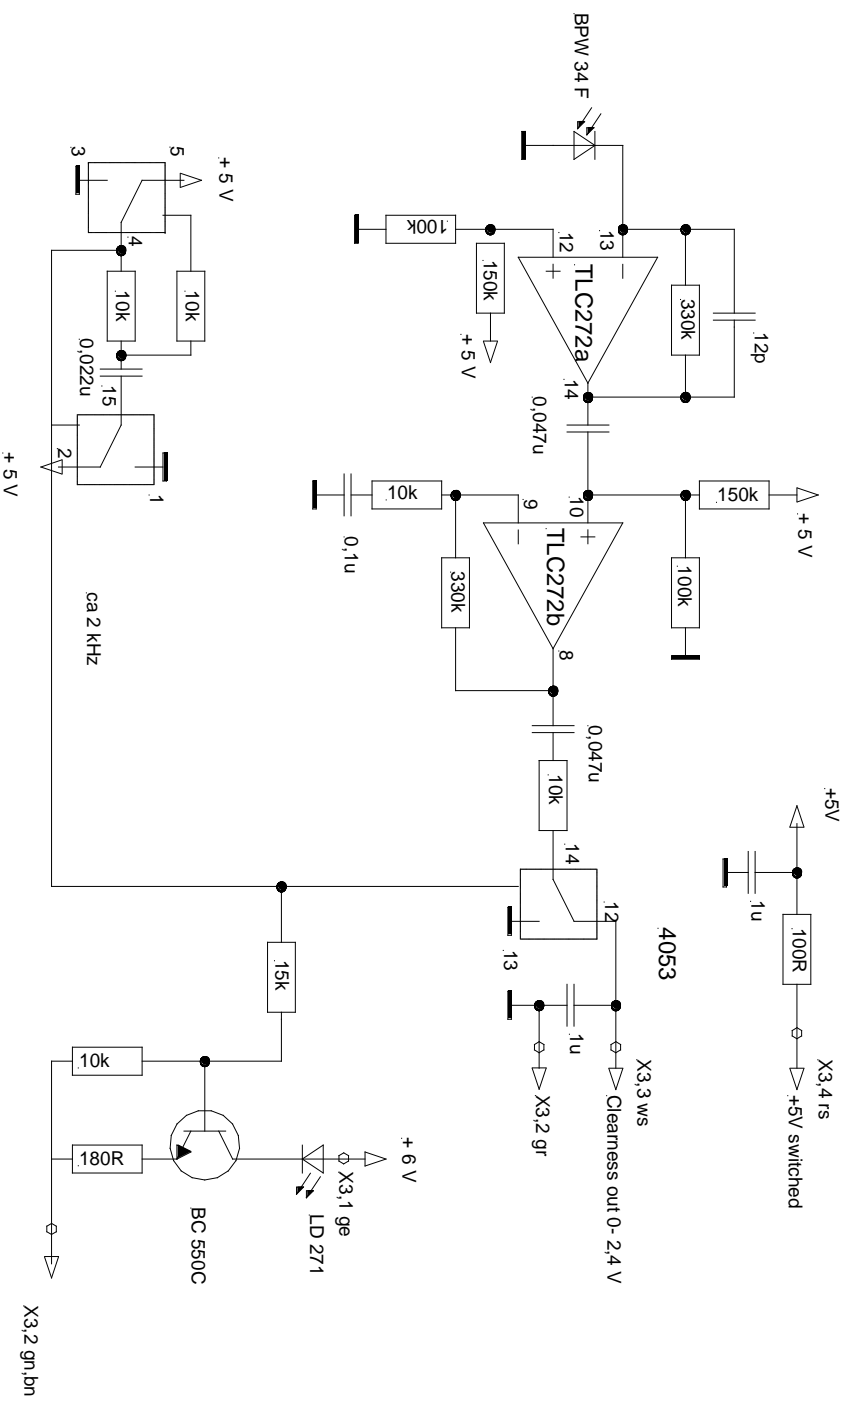 +5V
X3,4 rs
100R
+5V switched
1u
+ 5 V
150k
100k
12p
330k
4053
X3,3 ws
Clearness out 0- 2,4 V
BPW 34 F
13
12
TLC272a
14
0,047u
10
9
TLC272b
8
0,047u
10k
14
12
13
1u
X3,2 gr
100k
150k
+ 5 V
10k
0,1u
330k
+ 6 V
X3,1 ge
LD 271
15k
BC 550C
10k
180R
X3,2 gn,bn
+ 5 V
5
3
4
10k
10k
0,022u
15
2
1
+ 5 V
ca 2 kHz